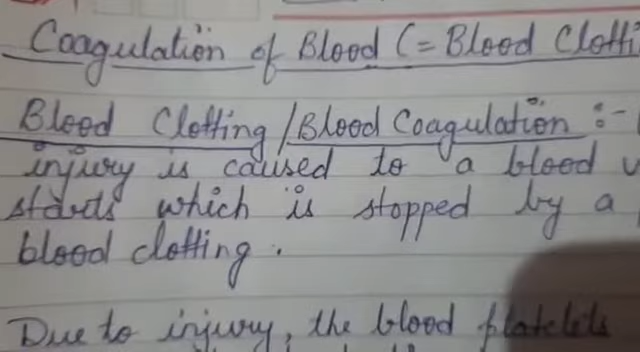 Coagulation of Blood (= Blood Clotti
Blood Clotting/Blood Coagulation :-
injury is caused to a blood v
starts which is stopped by a
blood clotting.
Due to injury, the blood platelets